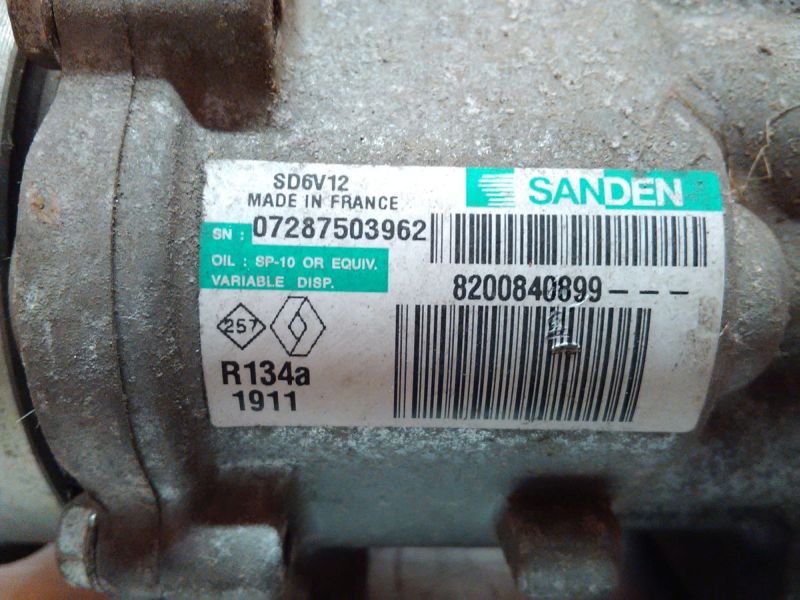 SD6V12
MADE IN FRANCE
SANDEN
SN : 07287503962
OIL : SP-10 OR EQUIV.
VARIABLE DISP.
8200840899---
257
R134a
1911